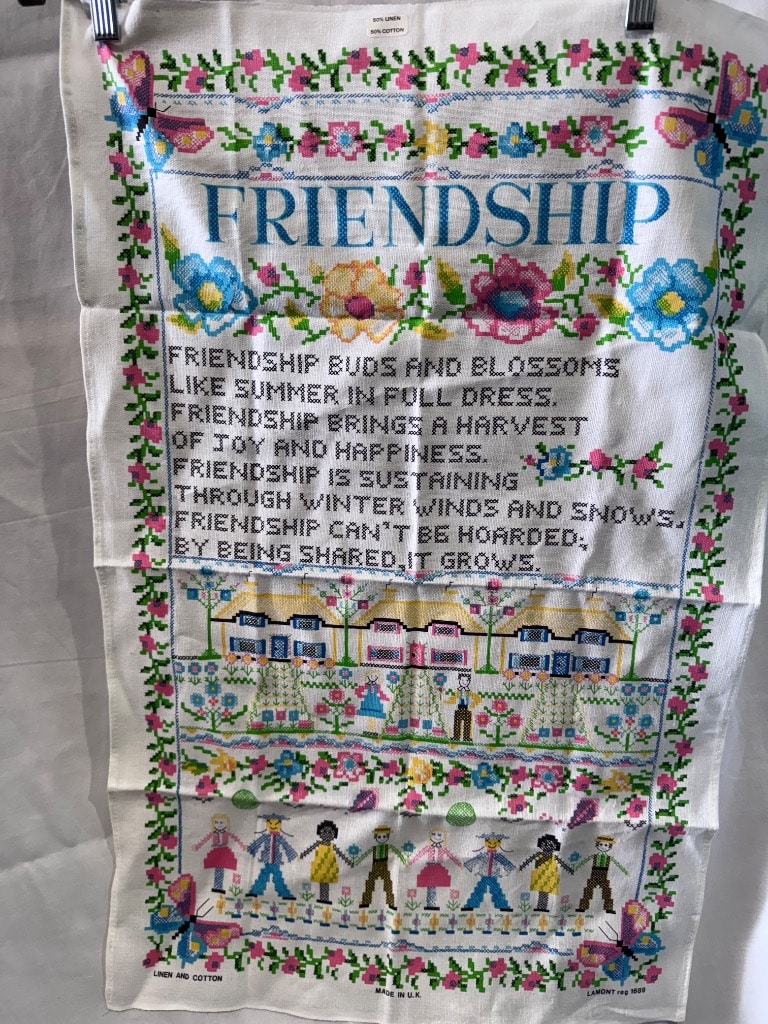 50% LINEN
50% COTTON
FRIENDSHIP
FRIENDSHIP BUDS AND BLOSSOMS
LIKE SUMMER IN FULL DRESS.
FRIENDSHIP BRINGS A HARVEST
OF JOY AND HAPPINESS.
FRIENDSHIP IS SUSTAINING
THROUGH WINTER WINDS AND SNOWS.
FRIENDSHIP CAN'T BE HOARDED;
BY BEING SHARED, IT GROWS.
LINEN AND COTTON
MADE IN U.K.
LAMONT reg 1689